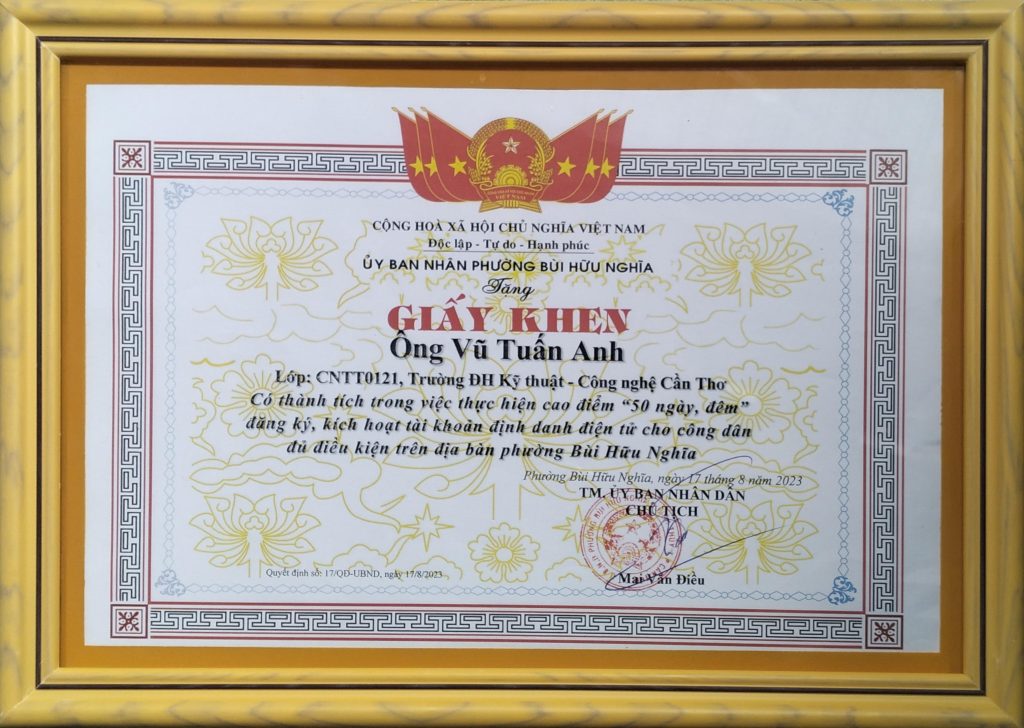 CỘNG HOÀ XÃ HỘI CHỦ NGHĨA VIỆT NAM
Độc lập - Tự do - Hạnh phúc
ỦY BAN NHÂN PHƯỜNG BÙI HỮU NGHĨA
Tặng
GIẤY KHEN
Ông Vũ Tuấn Anh
Lớp: CNTT0121, Trường ĐH Kỹ thuật - Công nghệ Cần Thơ
Có thành tích trong việc thực hiện cao điểm “50 ngày, đêm”
đăng ký, kích hoạt tài khoản định danh điện tử cho công dân
đủ điều kiện trên địa bàn phường Bùi Hữu Nghĩa
Phường Bùi Hữu Nghĩa, ngày 17 tháng 8 năm 2023
TM. ỦY BAN NHÂN DÂN
CHỦ TỊCH
Mai Văn Điều
Quyết định số: 17/QĐ-UBND, ngày 17/8/2023